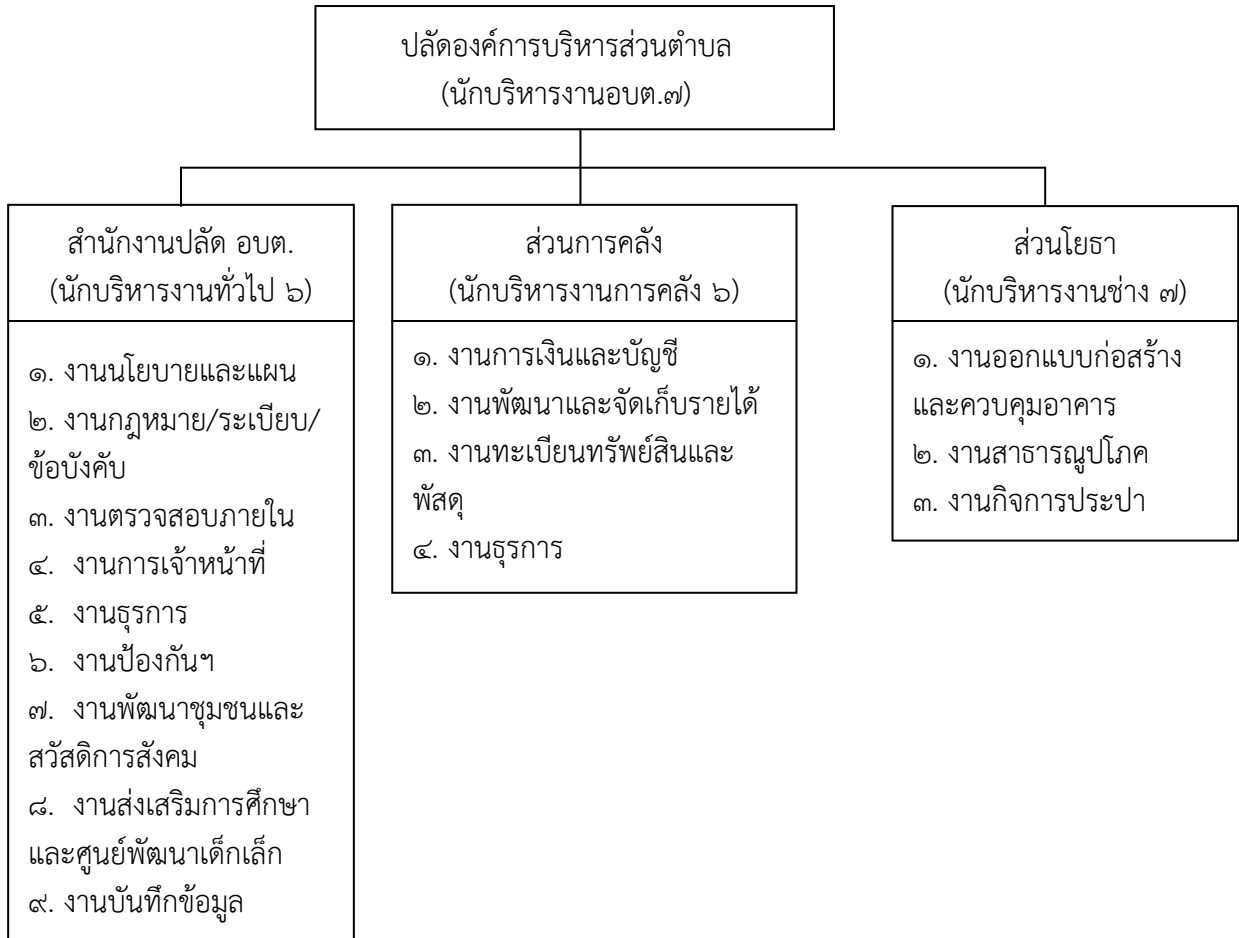 ปลัดองค์การบริหารส่วนตำบล
(นักบริหารงานอบต.๗)
สำนักงานปลัด อบต.
(นักบริหารงานทั่วไป ๖)
๑. งานนโยบายและแผน
๒. งานกฎหมาย/ระเบียบ/
ข้อบังคับ
๓. งานตรวจสอบภายใน
๔. งานการเจ้าหน้าที่
๕. งานธุรการ
๖. งานป้องกันฯ
๗. งานพัฒนาชุมชนและ
สวัสดิการสังคม
๘. งานส่งเสริมการศึกษา
และศูนย์พัฒนาเด็กเล็ก
๙. งานบันทึกข้อมูล
ส่วนการคลัง
(นักบริหารงานการคลัง ๖)
๑. งานการเงินและบัญชี
๒. งานพัฒนาและจัดเก็บรายได้
๓. งานทะเบียนทรัพย์สินและ
พัสดุ
๔. งานธุรการ
ส่วนโยธา
(นักบริหารงานช่าง ๗)
๑. งานออกแบบก่อสร้าง
และควบคุมอาคาร
๒. งานสาธารณูปโภค
๓. งานกิจการประปา